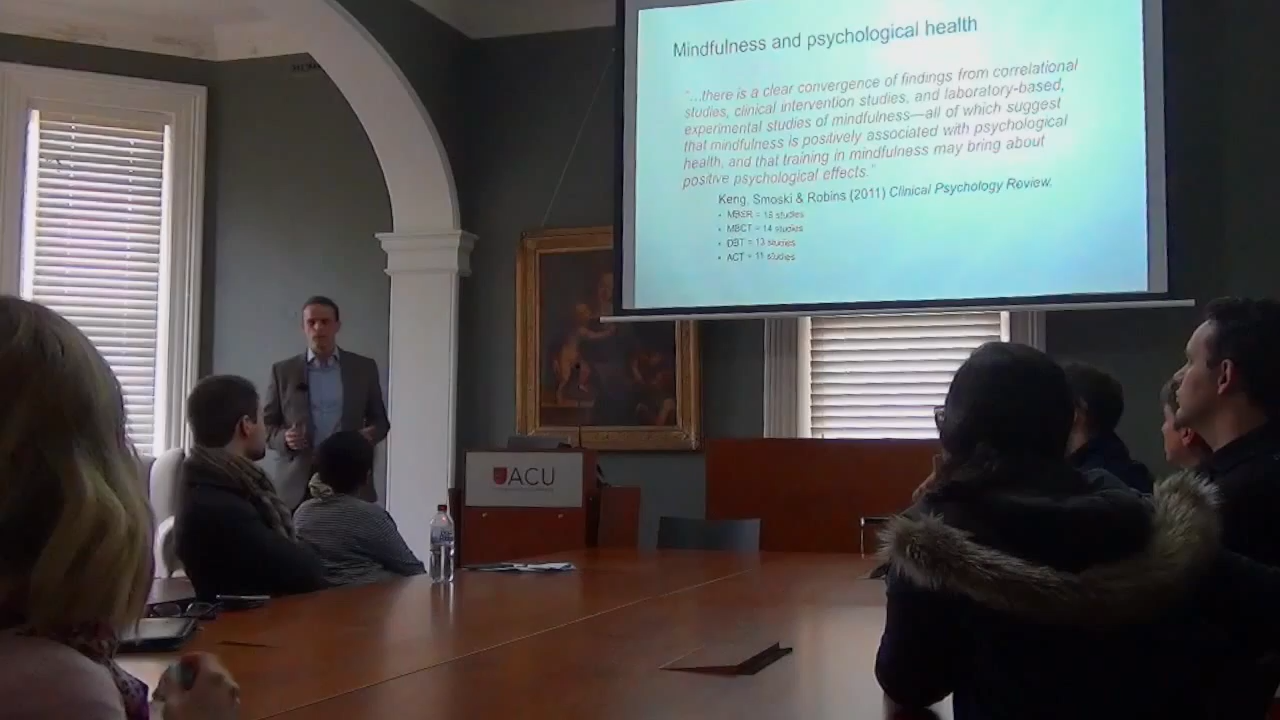 Mindfulness and psychological health
"…there is a clear convergence of findings from correlational
studies, clinical intervention studies, and laboratory-based,
experimental studies of mindfulness—all of which suggest
that mindfulness is positively associated with psychological
health, and that training in mindfulness may bring about
positive psychological effects."
Keng, Smoski & Robins (2011) Clinical Psychology Review.
• MBSR = studies
• MBCT = 14 studies
• DBT = 13 studies
• ACT = 11 studies
ACU